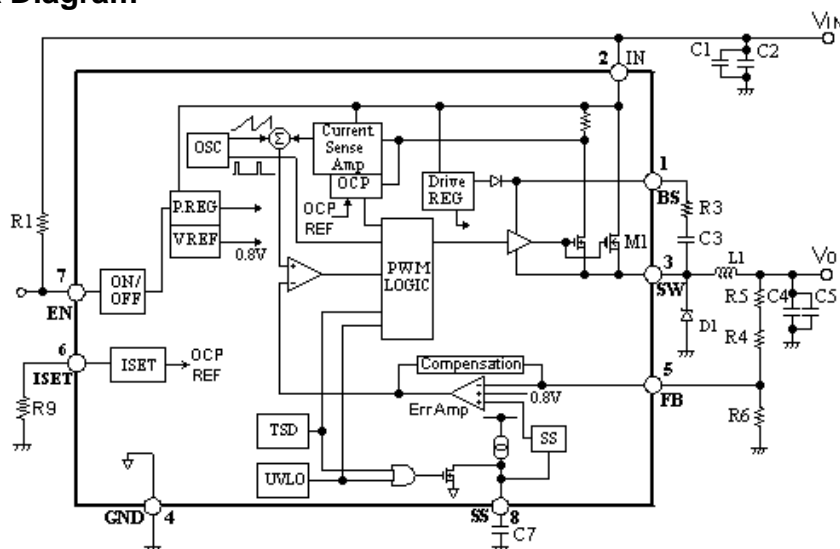 Diagram
VIN
C1
C2
2
IN
OSC
Σ
Current
Sense
Amp
OCP
Drive
REG
1
BS
R3
C3
R1
P.REG
VREF
0.8V
OCP
REF
PWM
LOGIC
M1
3
SW
L1
VO
7
EN
ON/
OFF
R5
C4
C5
D1
R4
6
ISET
ISET
OCP
REF
Compensation
5
FB
R9
ErrAmp
0.8V
R6
TSD
SS
UVLO
GND
4
SS
8
C7